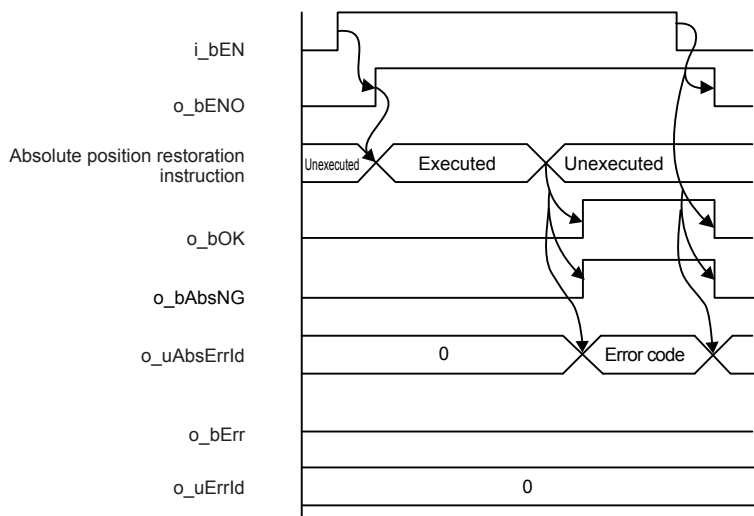 i_bEN
o_bENO
Absolute position restoration
instruction
Unexecuted
Executed
Unexecuted
o_bOK
o_bAbsNG
o_uAbsErrId
0
Error code
o_bErr
o_uErrId
0